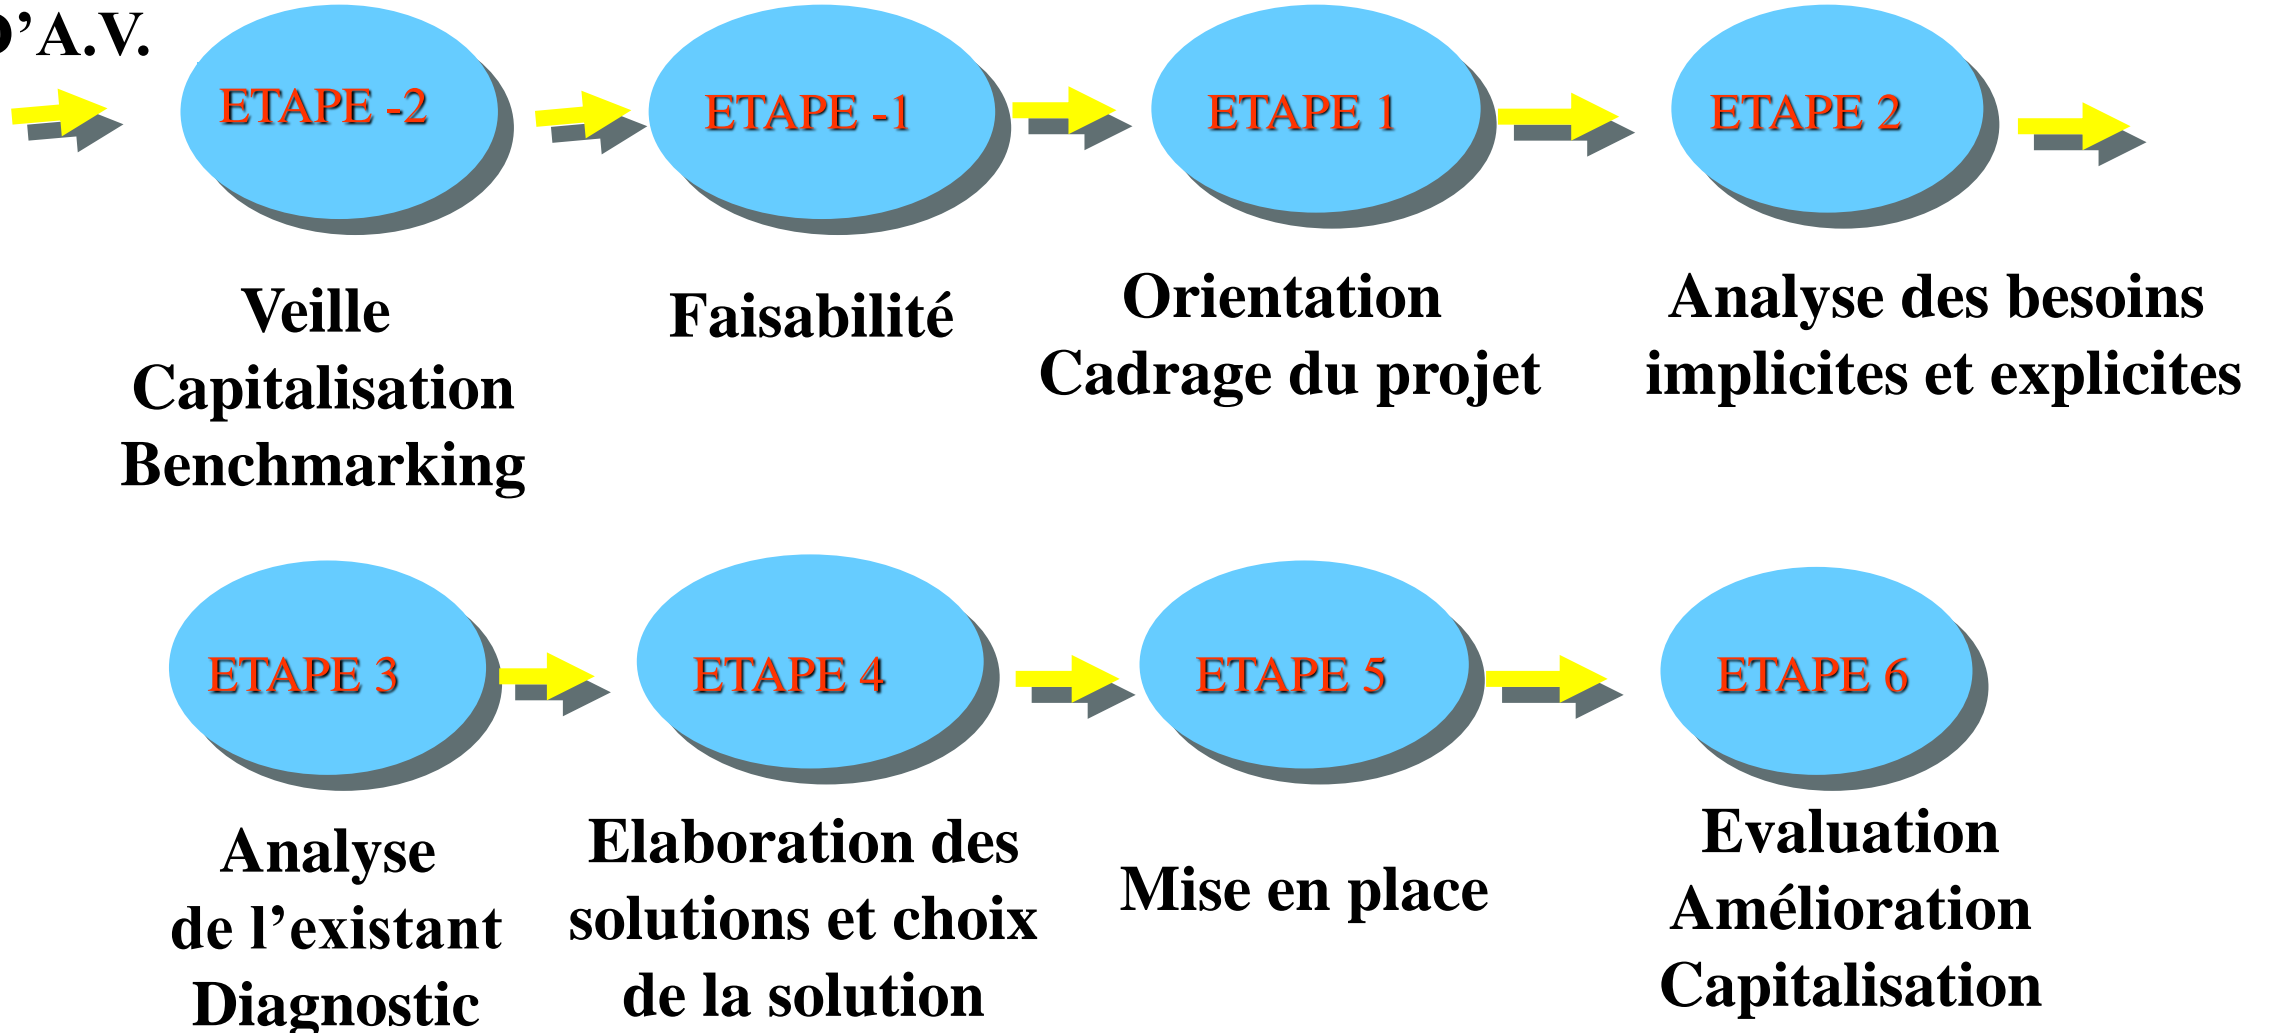 D’A.V.
ETAPE -2
ETAPE -1
ETAPE 1
ETAPE 2
Veille
Capitalisation
Benchmarking
Faisabilité
Orientation
Cadrage du projet
Analyse des besoins
implicites et explicites
ETAPE 3
ETAPE 4
ETAPE 5
ETAPE 6
Analyse
de l’existant
Diagnostic
Elaboration des
solutions et choix
de la solution
Mise en place
Evaluation
Amélioration
Capitalisation